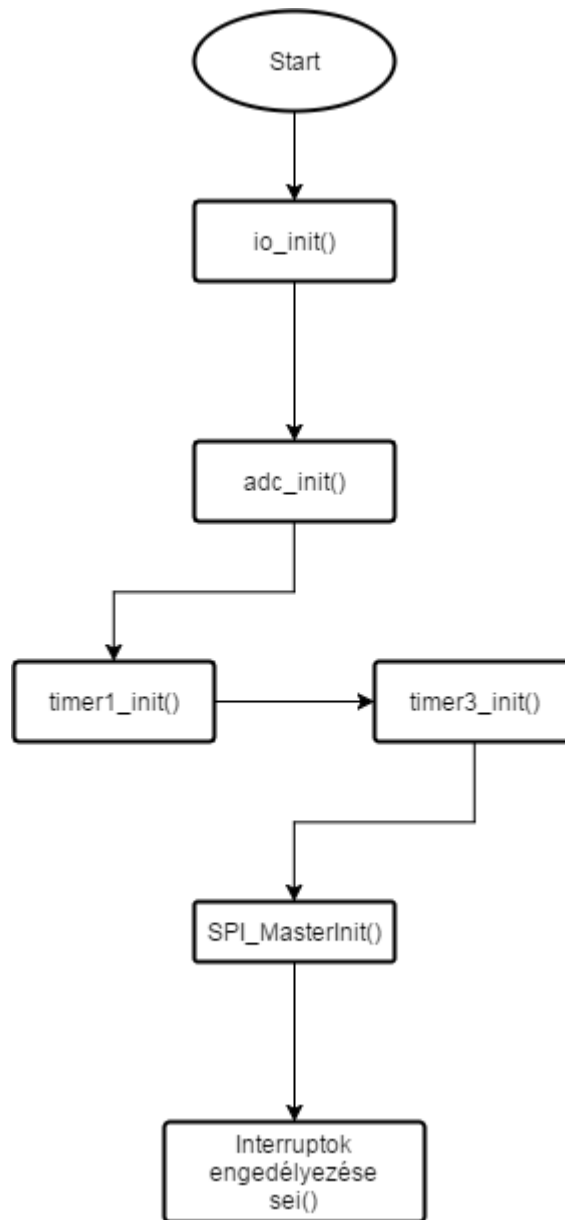 Start
io_init()
adc_init()
timer1_init()
timer3_init()
SPI_MasterInit()
Interruptok
engedélyezése
sei()